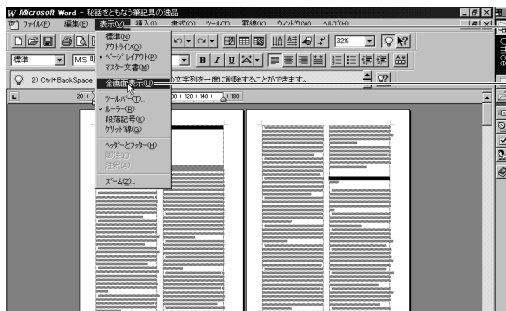 Microsoft Word - 秘話をともなう筆記具の逸品
ファイル(F) 編集(E) 表示(V) 挿入(I) 書式(O) ツール(T) 罫線(A) ウィンドウ(W) ヘルプ(H)
標準(N)
アウトライン(O)
ページ レイアウト(P)
マスター文書(M)
全画面表示(U)
ツールバー(T)...
ルーラー(R)
段落記号(K)
グリッド線(G)
ヘッダーとフッター(H)
脚注(F)
注釈(A)
ズーム(Z)...
32%
標準
MS 明
B I U
2) Ctrl+BackSpace
の文字列を一度に削除することができます。
20
100 120 140
180
Office